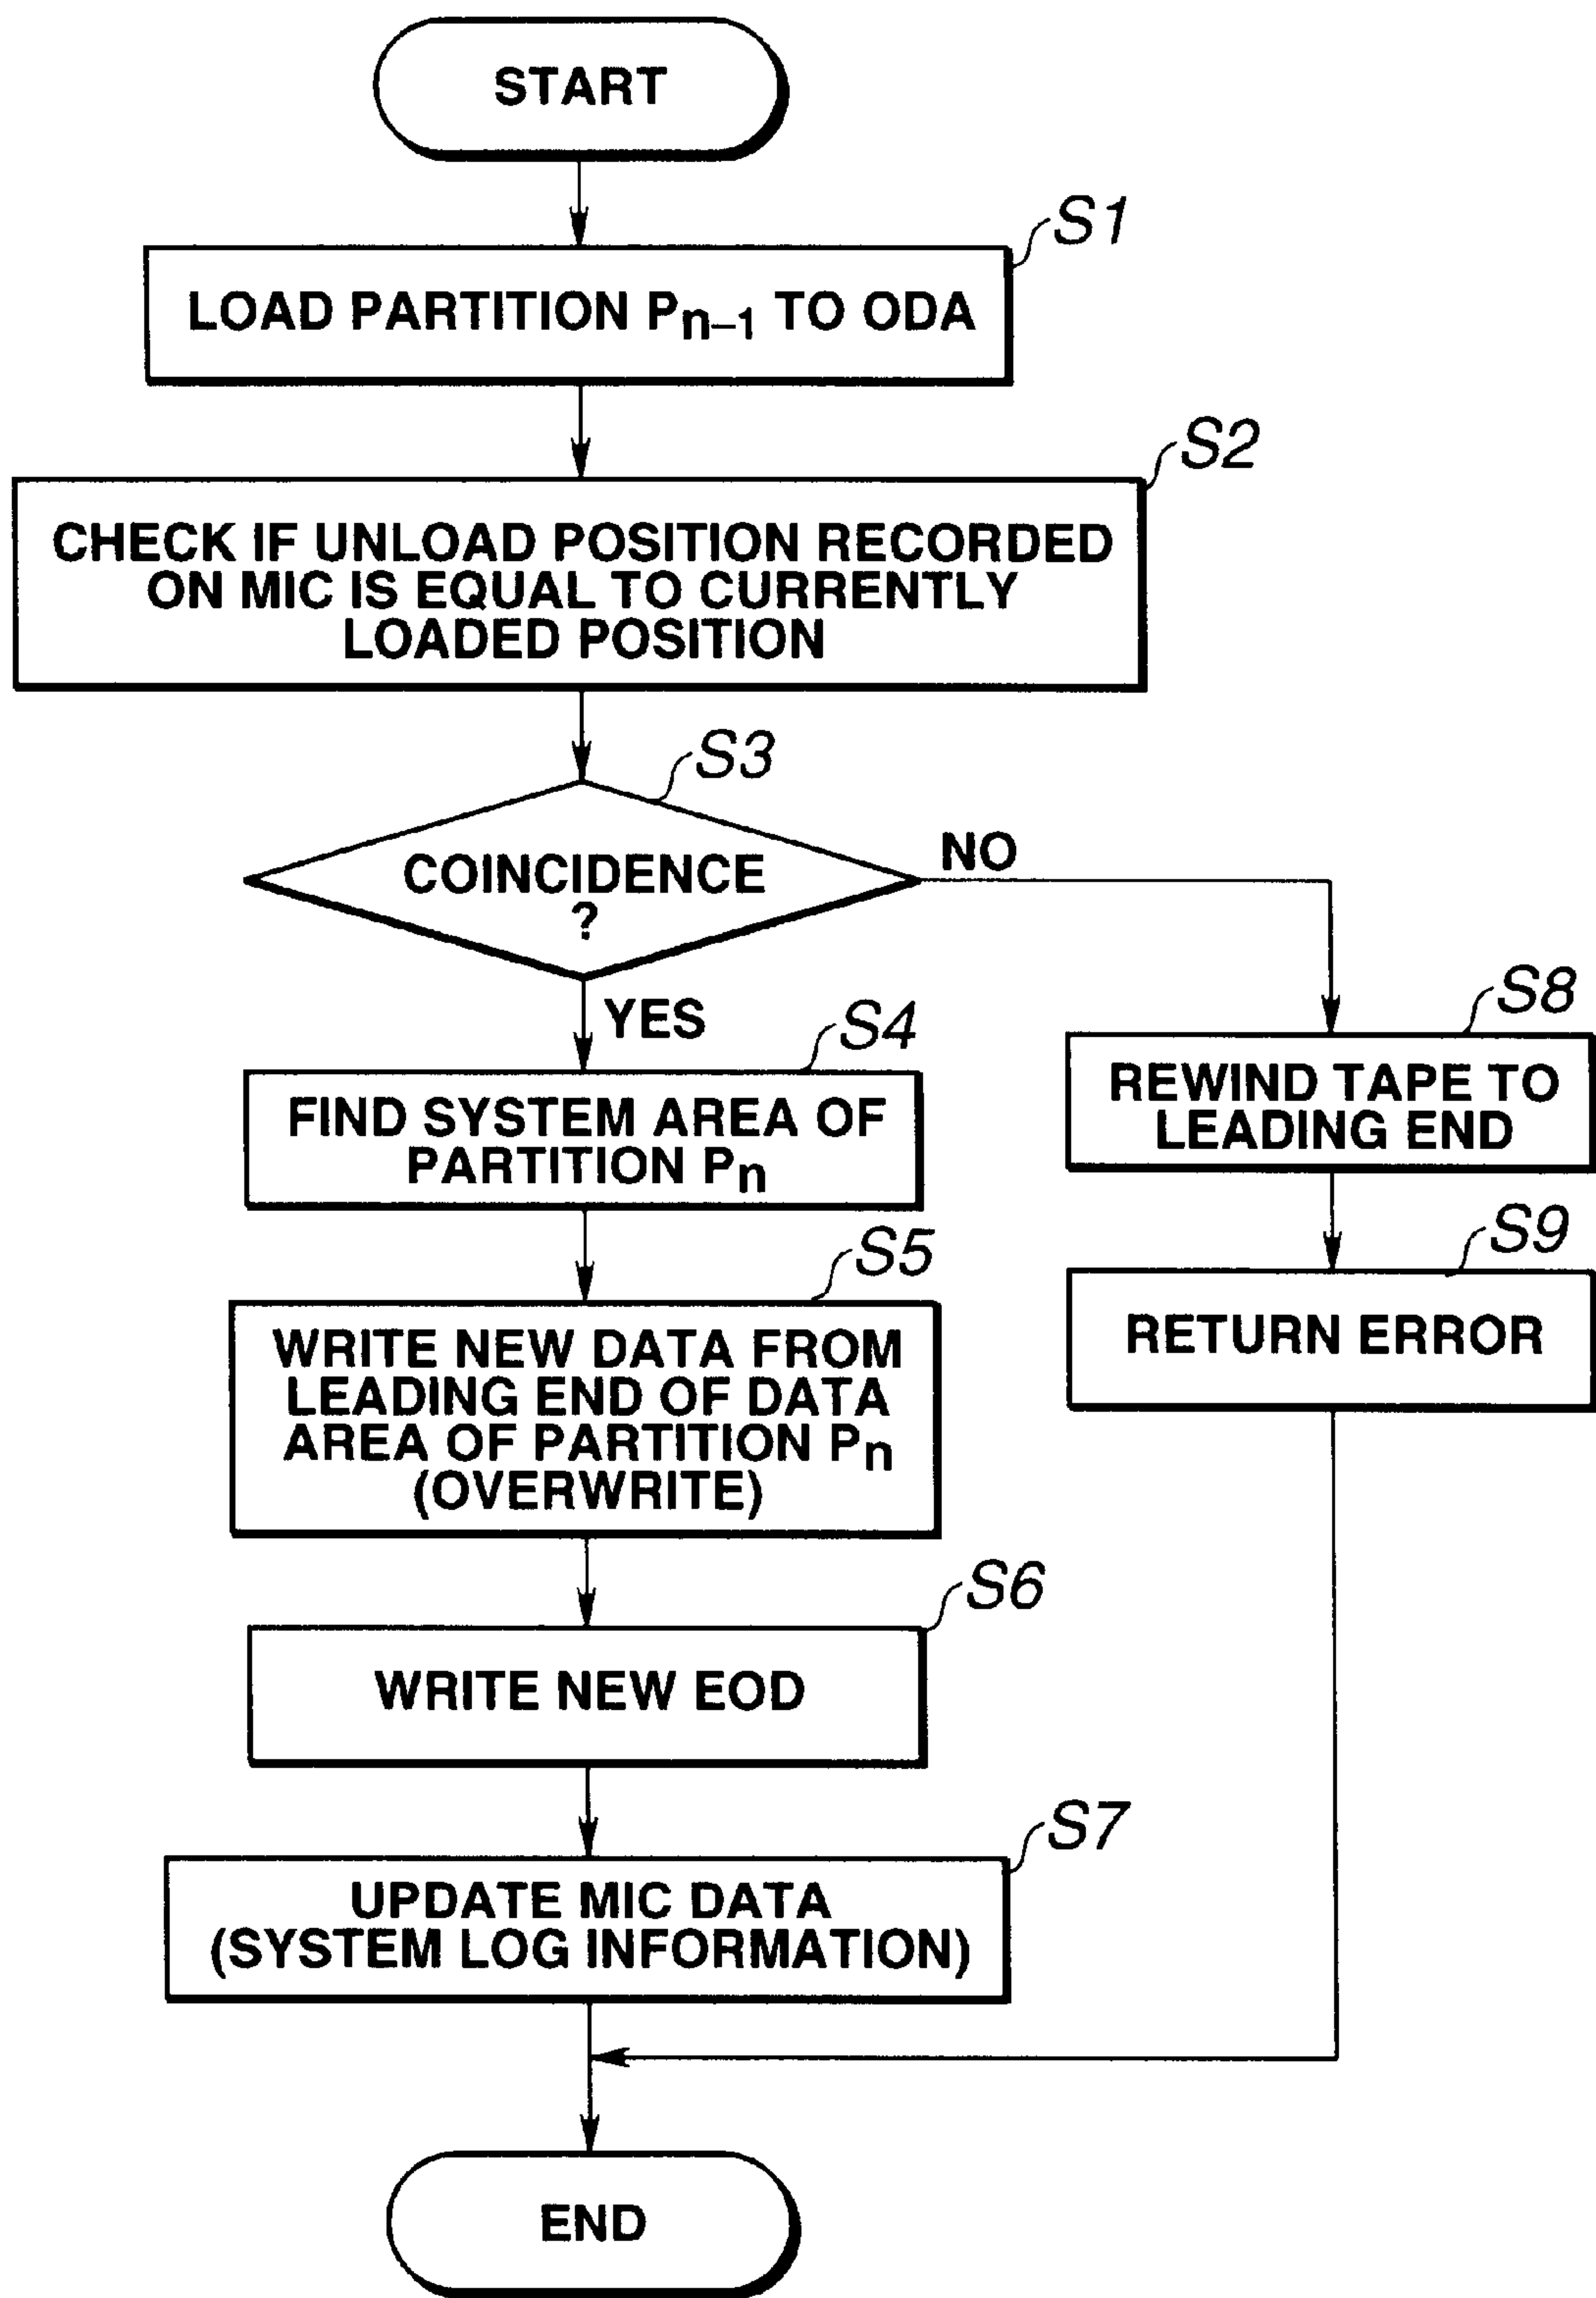 START
S1
LOAD PARTITION Pn–1 TO ODA
S2
CHECK IF UNLOAD POSITION RECORDED
ON MIC IS EQUAL TO CURRENTLY
LOADED POSITION
S3
COINCIDENCE
?
NO
YES
S4
FIND SYSTEM AREA OF
PARTITION Pn
S5
WRITE NEW DATA FROM
LEADING END OF DATA
AREA OF PARTITION Pn
(OVERWRITE)
S6
WRITE NEW EOD
S7
UPDATE MIC DATA
(SYSTEM LOG INFORMATION)
S8
REWIND TAPE TO
LEADING END
S9
RETURN ERROR
END